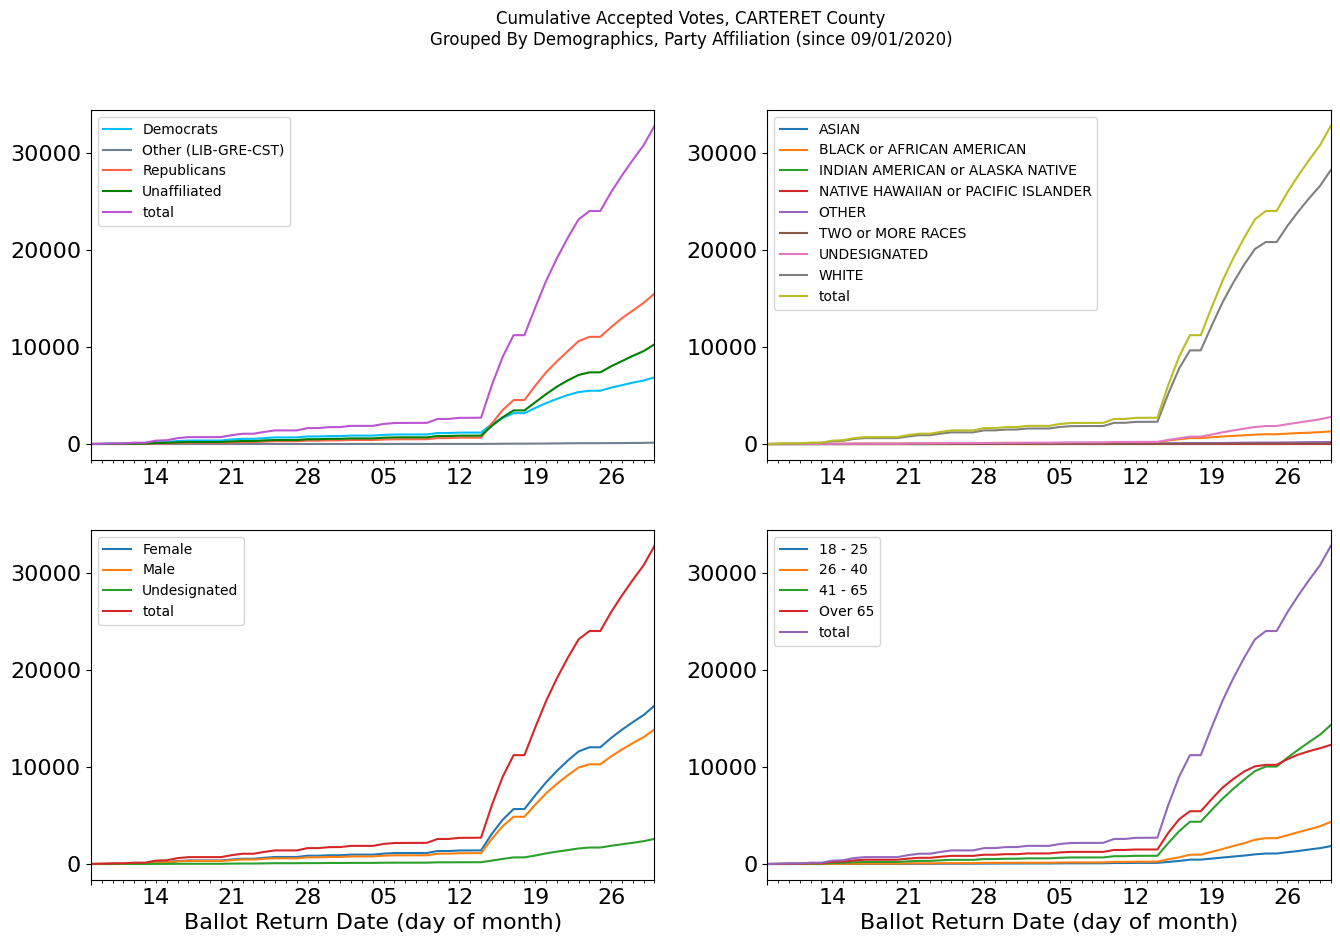 Cumulative Accepted Votes, CARTERET County
Grouped By Demographics, Party Affiliation (since 09/01/2020)
Democrats
Other (LIB-GRE-CST)
Republicans
Unaffiliated
total
30000
20000
10000
0
14 21 28 05 12 19 26
ASIAN
BLACK or AFRICAN AMERICAN
INDIAN AMERICAN or ALASKA NATIVE
NATIVE HAWAIIAN or PACIFIC ISLANDER
OTHER
TWO or MORE RACES
UNDESIGNATED
WHITE
total
30000
20000
10000
0
14 21 28 05 12 19 26
Female
Male
Undesignated
total
30000
20000
10000
0
14 21 28 05 12 19 26
Ballot Return Date (day of month)
18 - 25
26 - 40
41 - 65
Over 65
total
30000
20000
10000
0
14 21 28 05 12 19 26
Ballot Return Date (day of month)